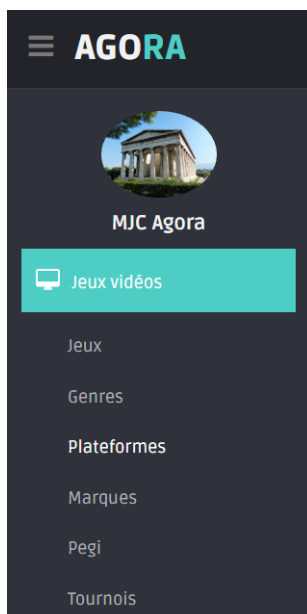 AGORA
MJC Agora
Jeux vidéos
Jeux
Genres
Plateformes
Marques
Pegi
Tournois